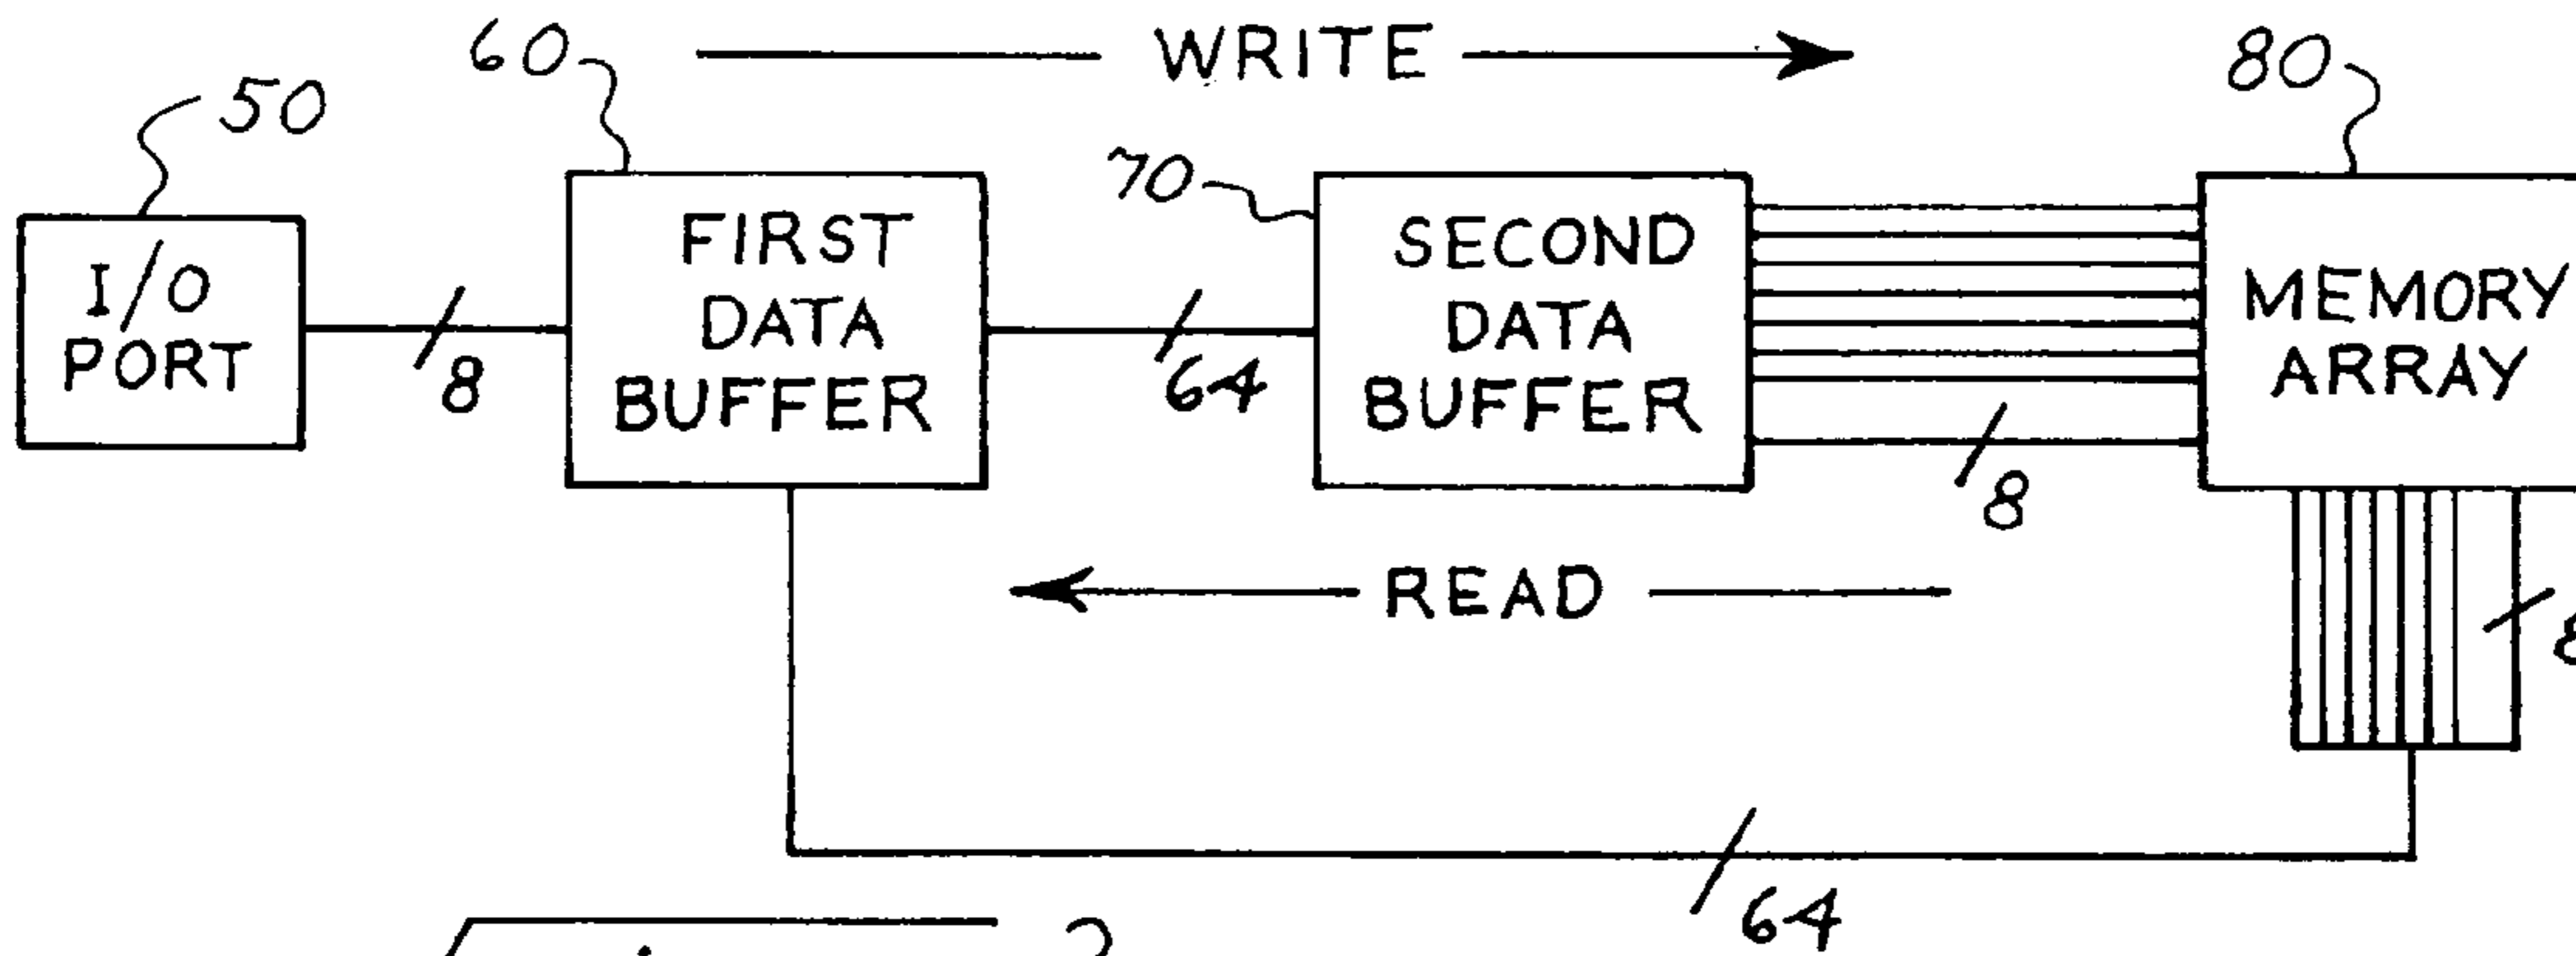 WRITE
60
80
50
70
I/O
PORT
8
FIRST
DATA
BUFFER
64
SECOND
DATA
BUFFER
8
MEMORY
ARRAY
READ
8
64